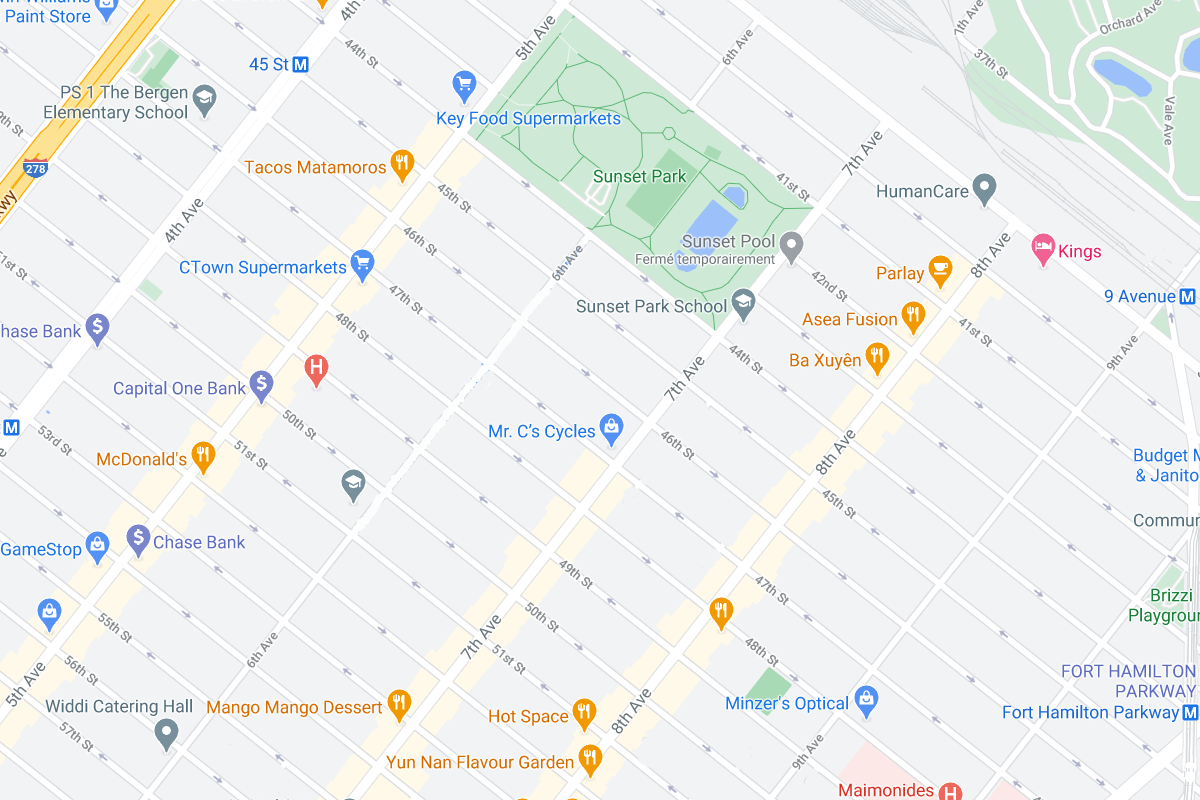 Paint Store
4th Ave
5th Ave
44th St
45 St M
PS 1 The Bergen
Elementary School
278
Key Food Supermarkets
Tacos Matamoros
6th Ave
7th Ave
37th St
Orchard Ave
Vale Ave
Sunset Park
41st St
7th Ave
HumanCare
45th St
4th Ave
46th St
CTown Supermarkets
6th Ave
Sunset Pool
Fermé temporairement
8th Ave
Kings
Parlay
42nd St
9 Avenue M
47th St
Sunset Park School
Asea Fusion
41st St
Chase Bank
48th St
H
Ba Xuyên
44th St
9th Ave
7th Ave
Capital One Bank
50th St
M
53rd St
51st St
McDonald's
Mr. C's Cycles
46th St
8th Ave
Budget M
& Janito
45th St
Commun
GameStop
Chase Bank
49th St
47th St
50th St
Brizzi
Playgroun
55th St
6th Ave
7th Ave
51st St
48th St
56th St
5th Ave
FORT HAMILTON
PARKWAY
Fort Hamilton Parkway M
Widdi Catering Hall
Mango Mango Dessert
Hot Space
8th Ave
Minzer's Optical
57th St
9th Ave
Yun Nan Flavour Garden
Maimonides
H